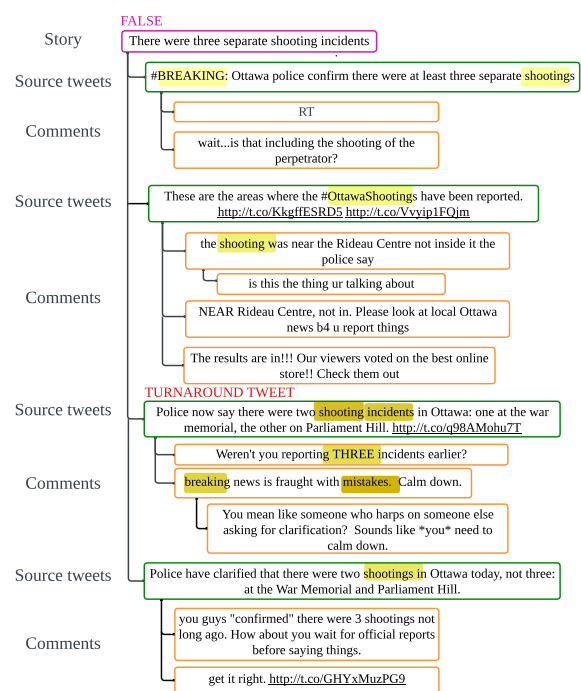 FALSE
Story
There were three separate shooting incidents
Source tweets
#BREAKING: Ottawa police confirm there were at least three separate shootings
RT
Comments
wait...is that including the shooting of the
perpetrator?
Source tweets
These are the areas where the #OttawaShootings have been reported.
http://t.co/KkgffESRD5 http://t.co/Vvyip1FQjm
the shooting was near the Rideau Centre not inside it the
police say
is this the thing ur talking about
Comments
NEAR Rideau Centre, not in. Please look at local Ottawa
news b4 u report things
The results are in!!! Our viewers voted on the best online
store!! Check them out
TURNAROUND TWEET
Source tweets
Police now say there were two shooting incidents in Ottawa: one at the war
memorial, the other on Parliament Hill. http://t.co/q98AMohu7T
Weren't you reporting THREE incidents earlier?
Comments
breaking news is fraught with mistakes. Calm down.
You mean like someone who harps on someone else
asking for clarification? Sounds like *you* need to
calm down.
Source tweets
Police have clarified that there were two shootings in Ottawa today, not three:
at the War Memorial and Parliament Hill.
Comments
you guys "confirmed" there were 3 shootings not
long ago. How about you wait for official reports
before saying things.
get it right. http://t.co/GHYxMuzPG9